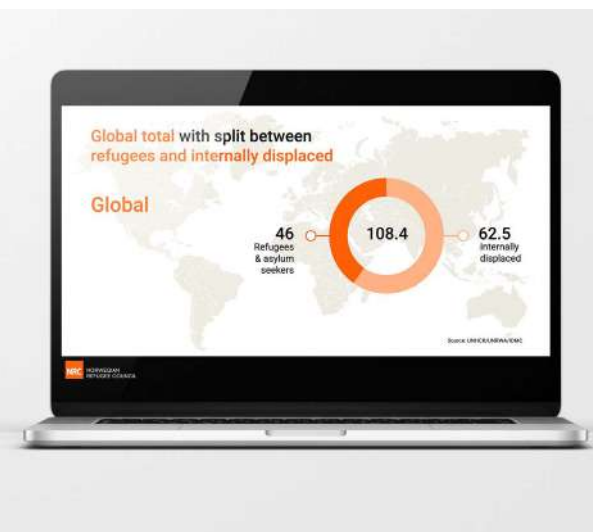 Global total with split between
refugees and internally displaced
Global
46
Refugees
& asylum
seekers
108.4
62.5
Internally
displaced
Source: UNHCR/UNRWA/IDMC
NRC
NORWEGIAN
REFUGEE COUNCIL